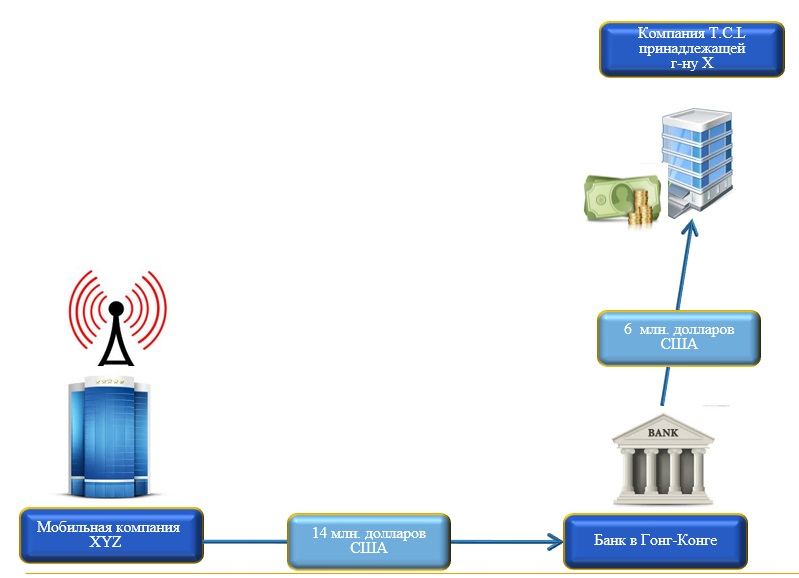 Компания T.C.L
принадлежащей
г-ну X
6 млн. долларов
США
BANK
Мобильная компания
XYZ
14 млн. долларов
США
Банк в Гонг-Конге